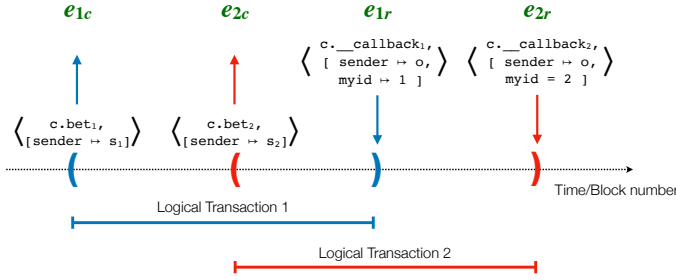 e1c e2c e1r e2r
⟨ c.__callback₁, [ sender ↦ o, myid ↦ 1 ] ⟩
⟨ c.__callback₂, [ sender ↦ o, myid = 2 ] ⟩
⟨ c.bet₁, [sender ↦ s₁] ⟩
⟨ c.bet₂, [sender ↦ s₂] ⟩
( ( ) )
Time/Block number
Logical Transaction 1
Logical Transaction 2